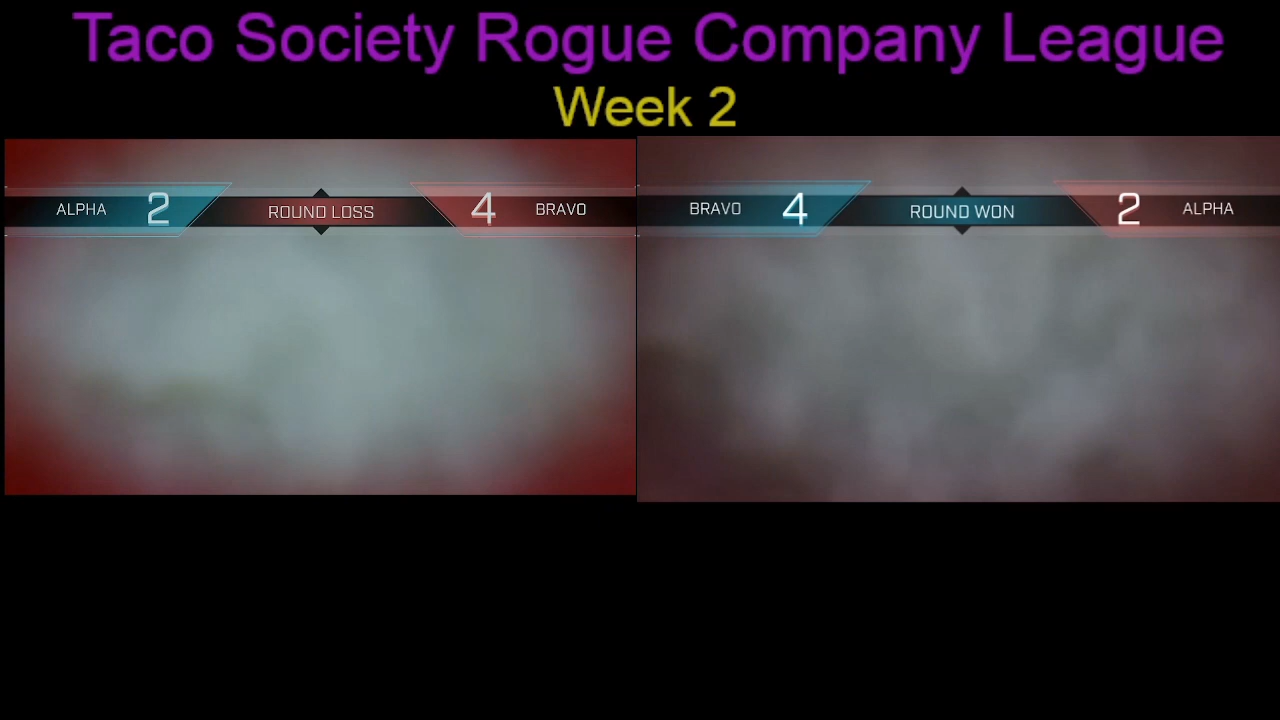 Taco Society Rogue Company League
Week 2
ALPHA 2 ROUND LOSS 4 BRAVO
BRAVO 4 ROUND WON 2 ALPHA